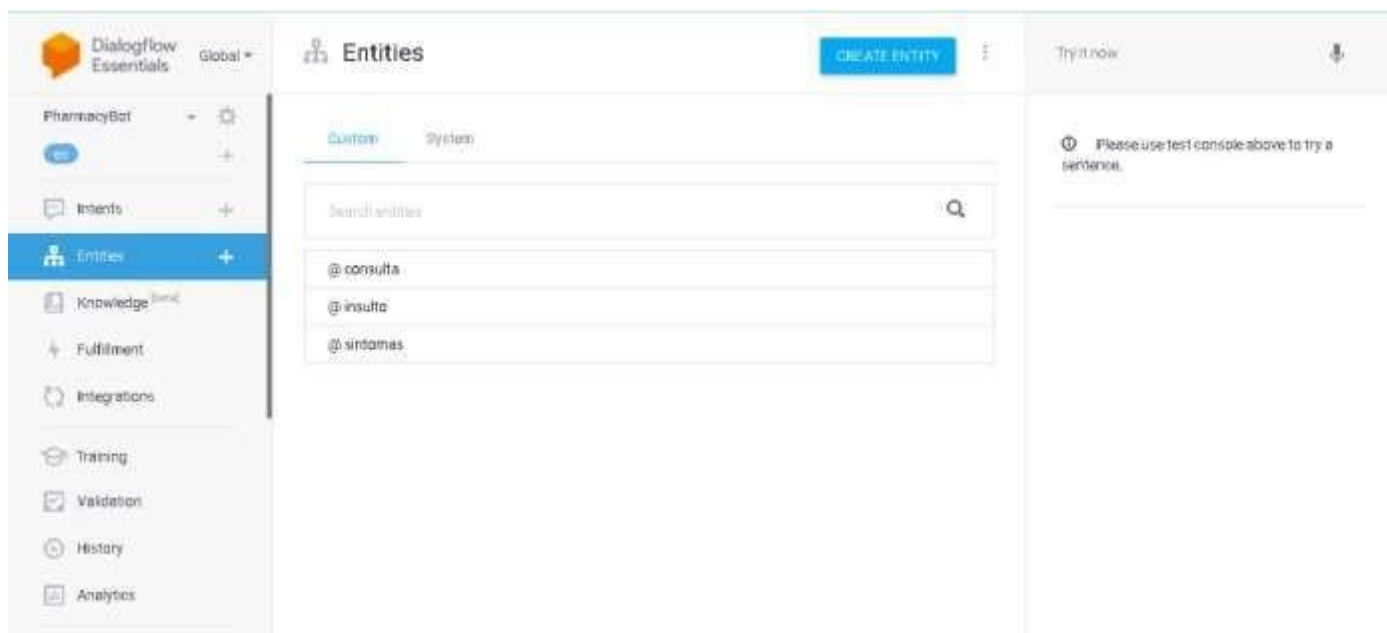 Dialogflow
Essentials
Global
Entities
CREATE ENTITY
Try it now
PharmacyBot
es
Custom
System
Please use test console above to try a
sentence.
Intents
Search entities
Entities
@ consulta
Knowledge [beta]
@ insulto
Fulfillment
@ sintomas
Integrations
Training
Validation
History
Analytics